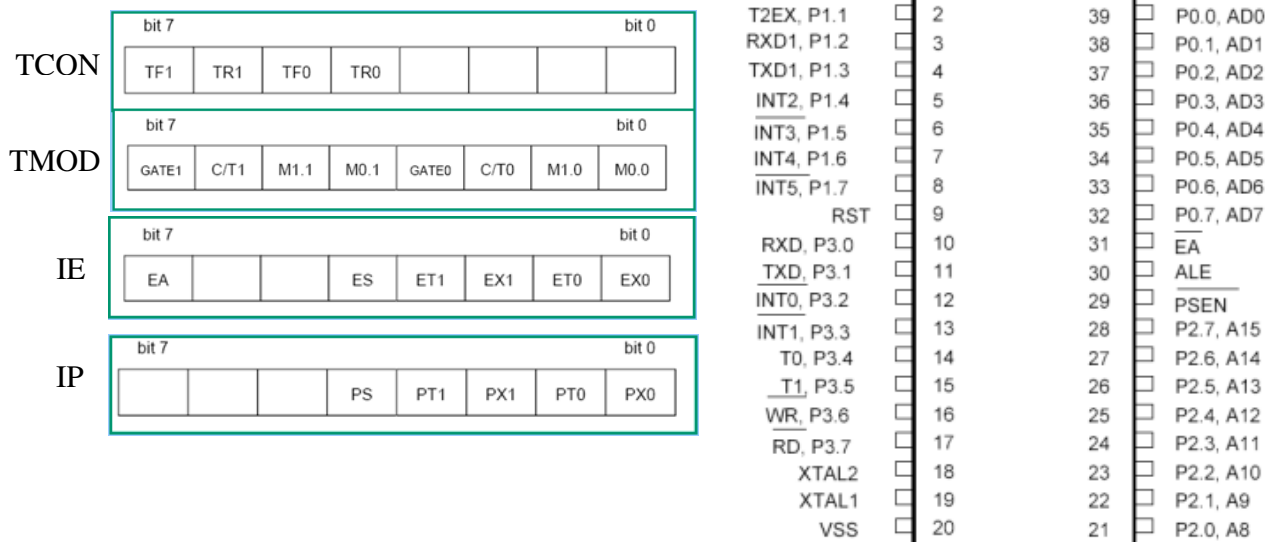 bit 7 bit 0
TCON
TF1 TR1 TF0 TR0
bit 7 bit 0
TMOD
GATE1 C/T1 M1.1 M0.1 GATE0 C/T0 M1.0 M0.0
bit 7 bit 0
IE
EA ES ET1 EX1 ET0 EX0
bit 7 bit 0
IP
PS PT1 PX1 PT0 PX0
T2EX, P1.1 2 39 P0.0, AD0
RXD1, P1.2 3 38 P0.1, AD1
TXD1, P1.3 4 37 P0.2, AD2
INT2, P1.4 5 36 P0.3, AD3
INT3, P1.5 6 35 P0.4, AD4
INT4, P1.6 7 34 P0.5, AD5
INT5, P1.7 8 33 P0.6, AD6
RST 9 32 P0.7, AD7
RXD, P3.0 10 31 EA
TXD, P3.1 11 30 ALE
INT0, P3.2 12 29 PSEN
INT1, P3.3 13 28 P2.7, A15
T0, P3.4 14 27 P2.6, A14
T1, P3.5 15 26 P2.5, A13
WR, P3.6 16 25 P2.4, A12
RD, P3.7 17 24 P2.3, A11
XTAL2 18 23 P2.2, A10
XTAL1 19 22 P2.1, A9
VSS 20 21 P2.0, A8